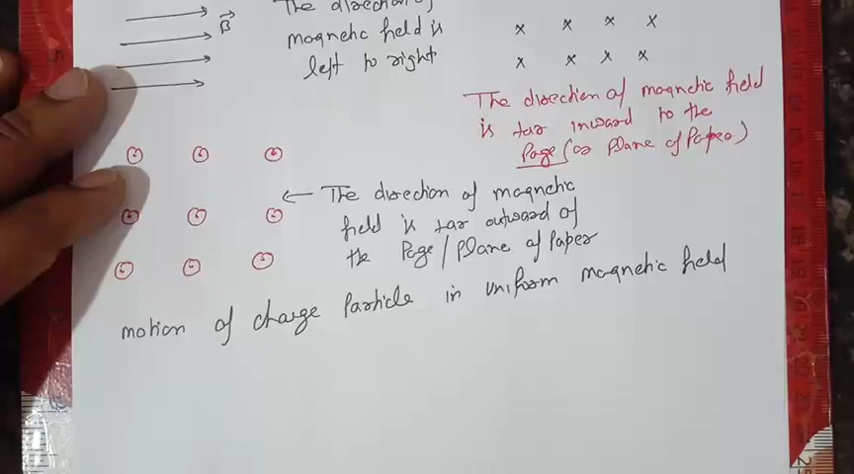 The direction of
magnetic field is
left to right
B
x x x x
x x x x
The direction of magnetic field
is inward to the
Page (or Plane of Paper)
← The direction of magnetic
field is outward of
the Page / Plane of Paper
motion of charge Particle in uniform magnetic field